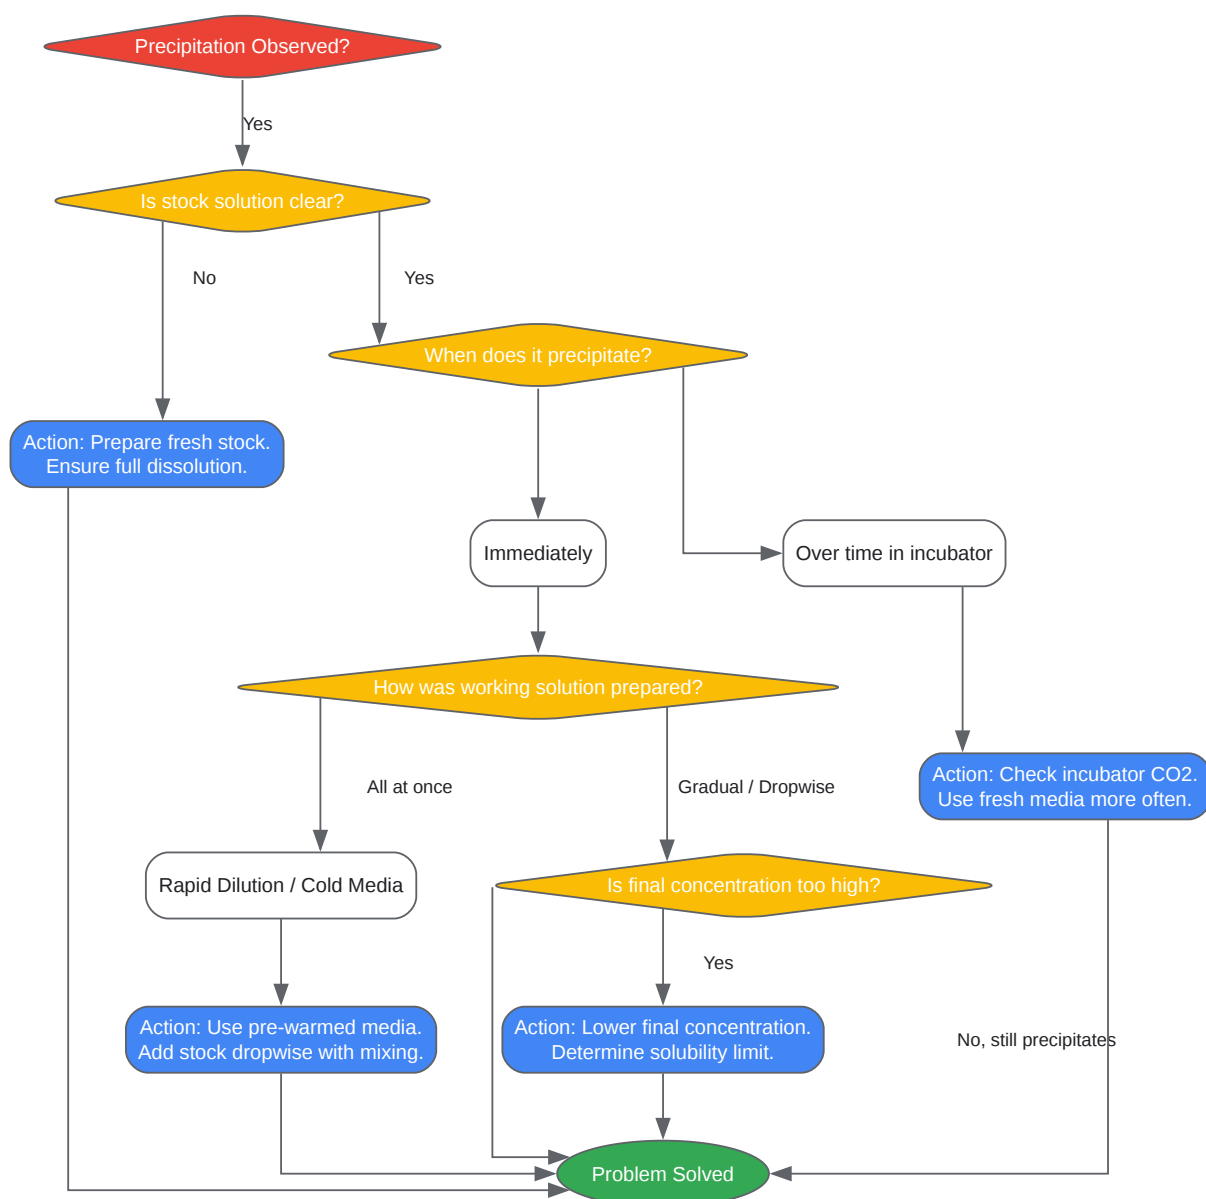 Precipitation Observed?
Yes
Is stock solution clear?
No
Yes
When does it precipitate?
Action: Prepare fresh stock.
Ensure full dissolution.
Immediately
Over time in incubator
How was working solution prepared?
All at once
Gradual / Dropwise
Action: Check incubator CO2.
Use fresh media more often.
Rapid Dilution / Cold Media
Is final concentration too high?
Yes
Action: Use pre-warmed media.
Add stock dropwise with mixing.
Action: Lower final concentration.
Determine solubility limit.
No, still precipitates
Problem Solved